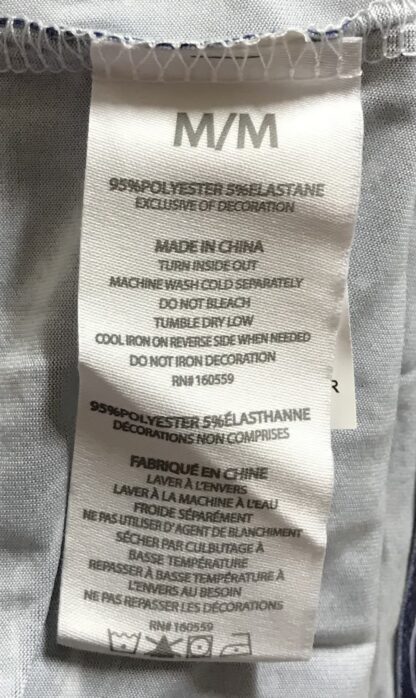 M/M
95%POLYESTER 5%ELASTANE
EXCLUSIVE OF DECORATION
MADE IN CHINA
TURN INSIDE OUT
MACHINE WASH COLD SEPARATELY
DO NOT BLEACH
TUMBLE DRY LOW
COOL IRON ON REVERSE SIDE WHEN NEEDED
DO NOT IRON DECORATION
RN# 160559
R
95%POLYESTER 5%ÉLASTHANNE
DÉCORATIONS NON COMPRISES
FABRIQUÉ EN CHINE
LAVER À L'ENVERS
LAVER À LA MACHINE À L'EAU
FROIDE SÉPARÉMENT
NE PAS UTILISER D'AGENT DE BLANCHIMENT
SÉCHER PAR CULBUTAGE À
BASSE TEMPÉRATURE
REPASSER À BASSE TEMPÉRATURE À
L'ENVERS AU BESOIN
NE PAS REPASSER LES DÉCORATIONS
RN# 160559